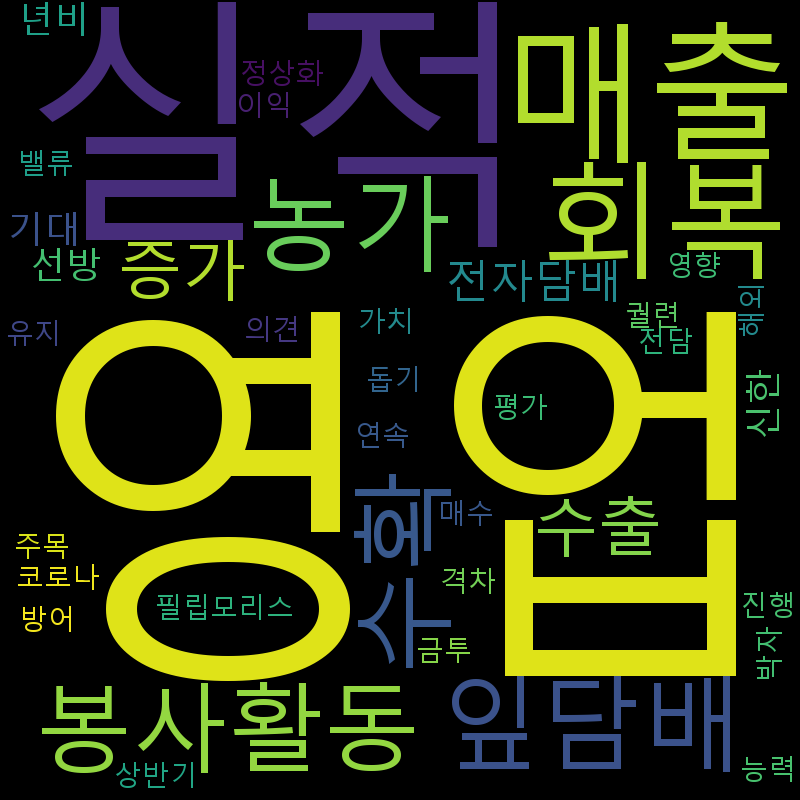 년비
실적
매출
정상화
이익
밸류
기대
선방
증가
농가
회복
전자담배
영향
해외
궐련
전담
유지
의견
가치
돕기
평가
연속
신한
영업
수확
매수
수출
주목
코로나
방어
필립모리스
격차
금투
진행
박차
봉사활동
잎담배
상반기
능력